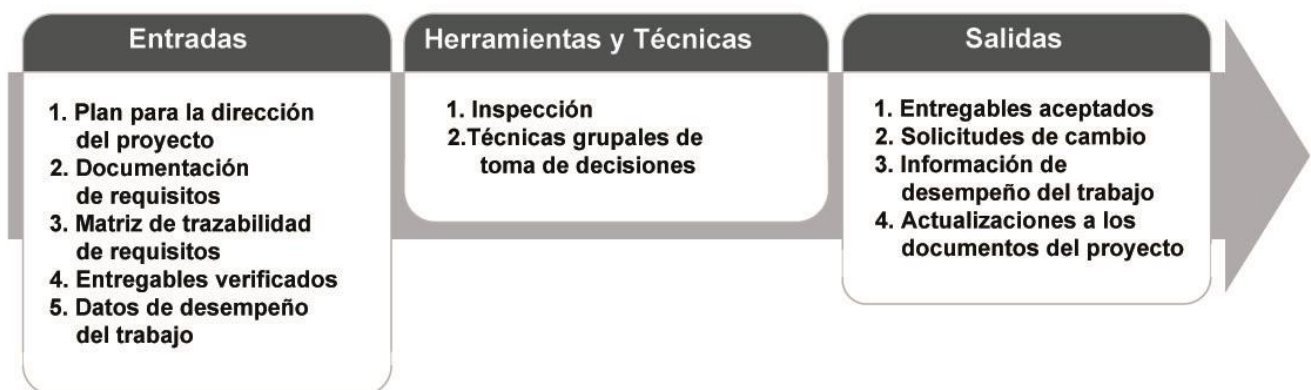 Entradas
1. Plan para la dirección
del proyecto
2. Documentación
de requisitos
3. Matriz de trazabilidad
de requisitos
4. Entregables verificados
5. Datos de desempeño
del trabajo
Herramientas y Técnicas
1. Inspección
2.Técnicas grupales de
toma de decisiones
Salidas
1. Entregables aceptados
2. Solicitudes de cambio
3. Información de
desempeño del trabajo
4. Actualizaciones a los
documentos del proyecto